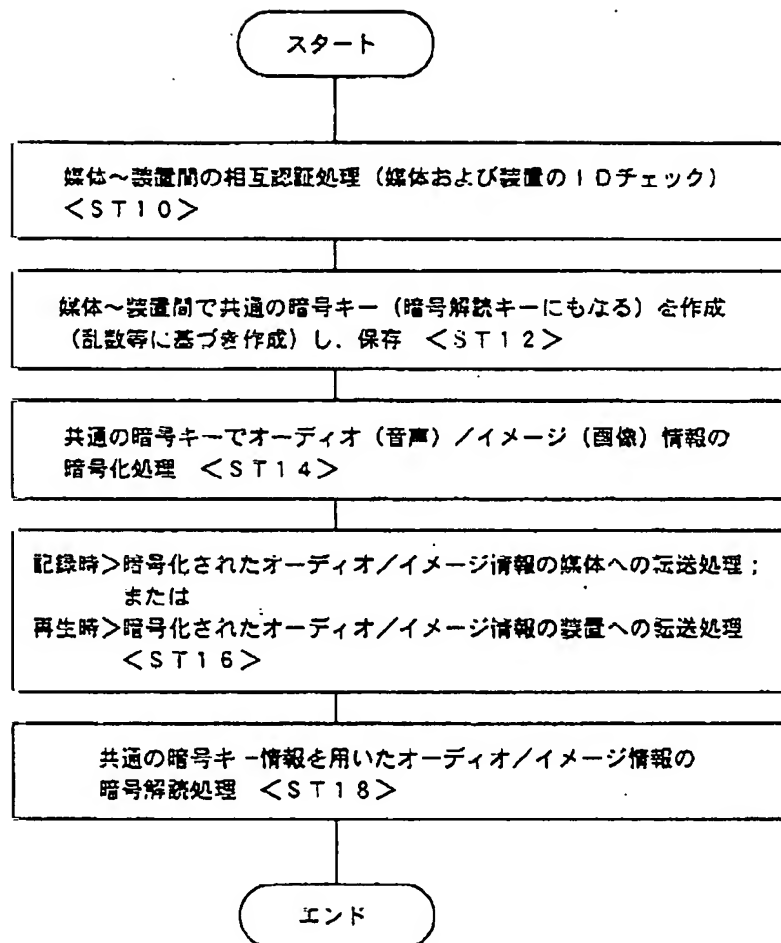 スタート
媒体～装置間の相互認証処理（媒体および装置のＩＤチェック）
＜ＳＴ１０＞
媒体～装置間で共通の暗号キー（暗号解読キーにもなる）を作成
（乱数等に基づき作成）し、保存 ＜ＳＴ１２＞
共通の暗号キーでオーディオ（音声）／イメージ（画像）情報の
暗号化処理 ＜ＳＴ１４＞
記録時＞暗号化されたオーディオ／イメージ情報の媒体への転送処理；
または
再生時＞暗号化されたオーディオ／イメージ情報の装置への転送処理
＜ＳＴ１６＞
共通の暗号キー情報を用いたオーディオ／イメージ情報の
暗号解読処理 ＜ＳＴ１８＞
エンド